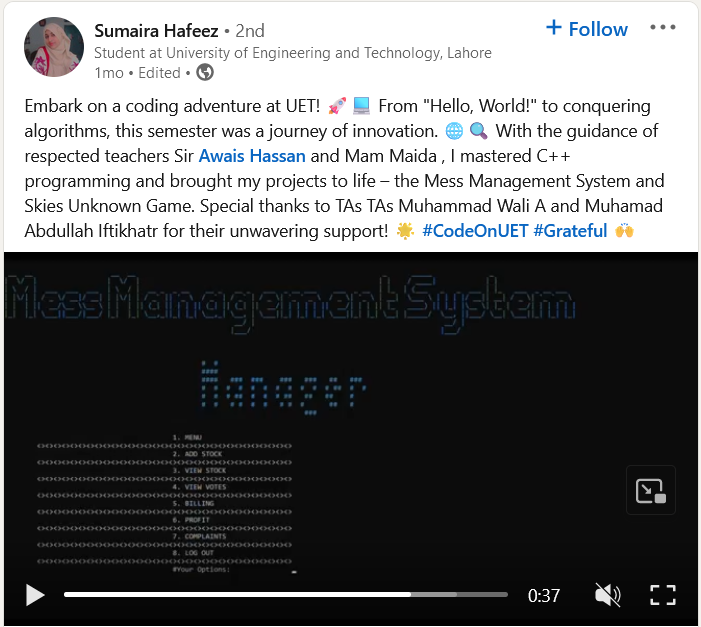 Sumaira Hafeez • 2nd
+ Follow
Student at University of Engineering and Technology, Lahore
1mo • Edited •
Embark on a coding adventure at UET! 🚀 💻 From "Hello, World!" to conquering
algorithms, this semester was a journey of innovation. 🌐 🔍 With the guidance of
respected teachers Sir Awais Hassan and Mam Maida , I mastered C++
programming and brought my projects to life – the Mess Management System and
Skies Unknown Game. Special thanks to TAs TAs Muhammad Wali A and Muhamad
Abdullah Iftikhatr for their unwavering support! 🌟 #CodeOnUET #Grateful 🙌
MessManagementSystem
Manager
1. MENU
2. ADD STOCK
3. VIEW STOCK
4. VIEW VOTES
5. BILLING
6. PROFIT
7. COMPLAINTS
8. LOG OUT
#Your Options:
0:37